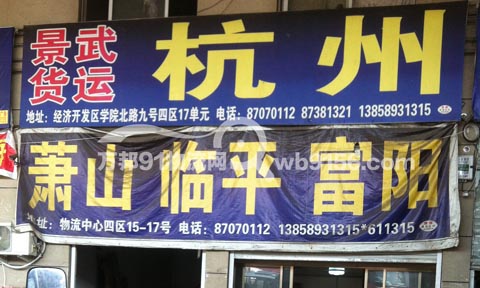 景武
货运
杭州
地址：经济开发区学院北路九号四区17单元 电话：87070112 87381321 13858931315
萧山 临平 富阳
址：物流中心四区15-17号 电话：87070112 13858931315*611315